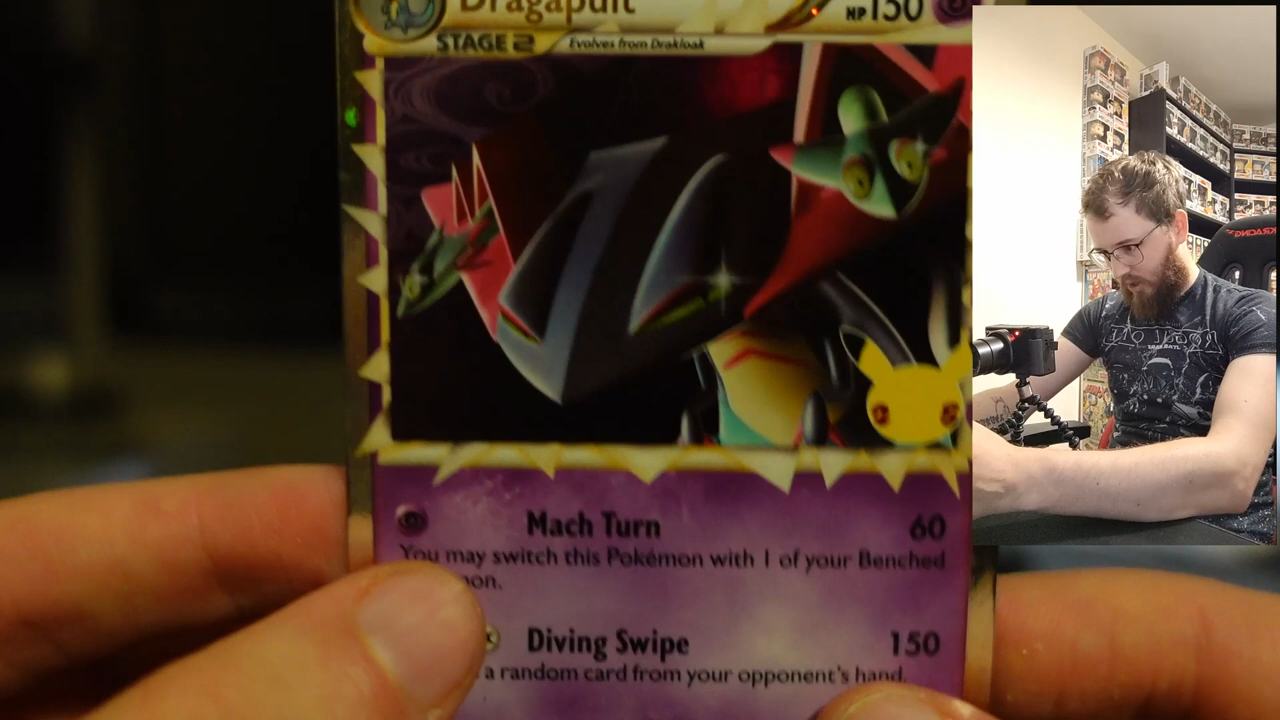 Dragapult
HP 150
STAGE 2
Evolves from Drakloak
Mach Turn 60
You may switch this Pokémon with 1 of your Benched
on.
Diving Swipe 150
a random card from your opponent's hand.